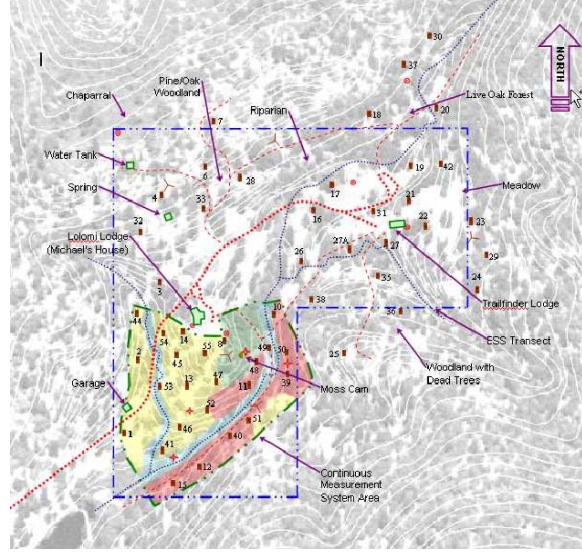 30
37
NORTH
Chaparral
Pine/Oak
Woodland
Riparian
Live Oak Forest
7
18
20
Water Tank
6
28
19
42
4
17
Meadow
Spring
33
21
16
31
22
23
32
Lolomi Lodge
(Michael's House)
27A
27
26
29
35
24
3
Trailfinder Lodge
38
36
10
44
54
14
8
ESS Transect
2
45
55
49
50
25
Woodland with
Dead Trees
48
Moss Cam
53
13
47
11
39
Garage
52
51
1
46
40
41
12
15
Continuous
Measurement
System Area